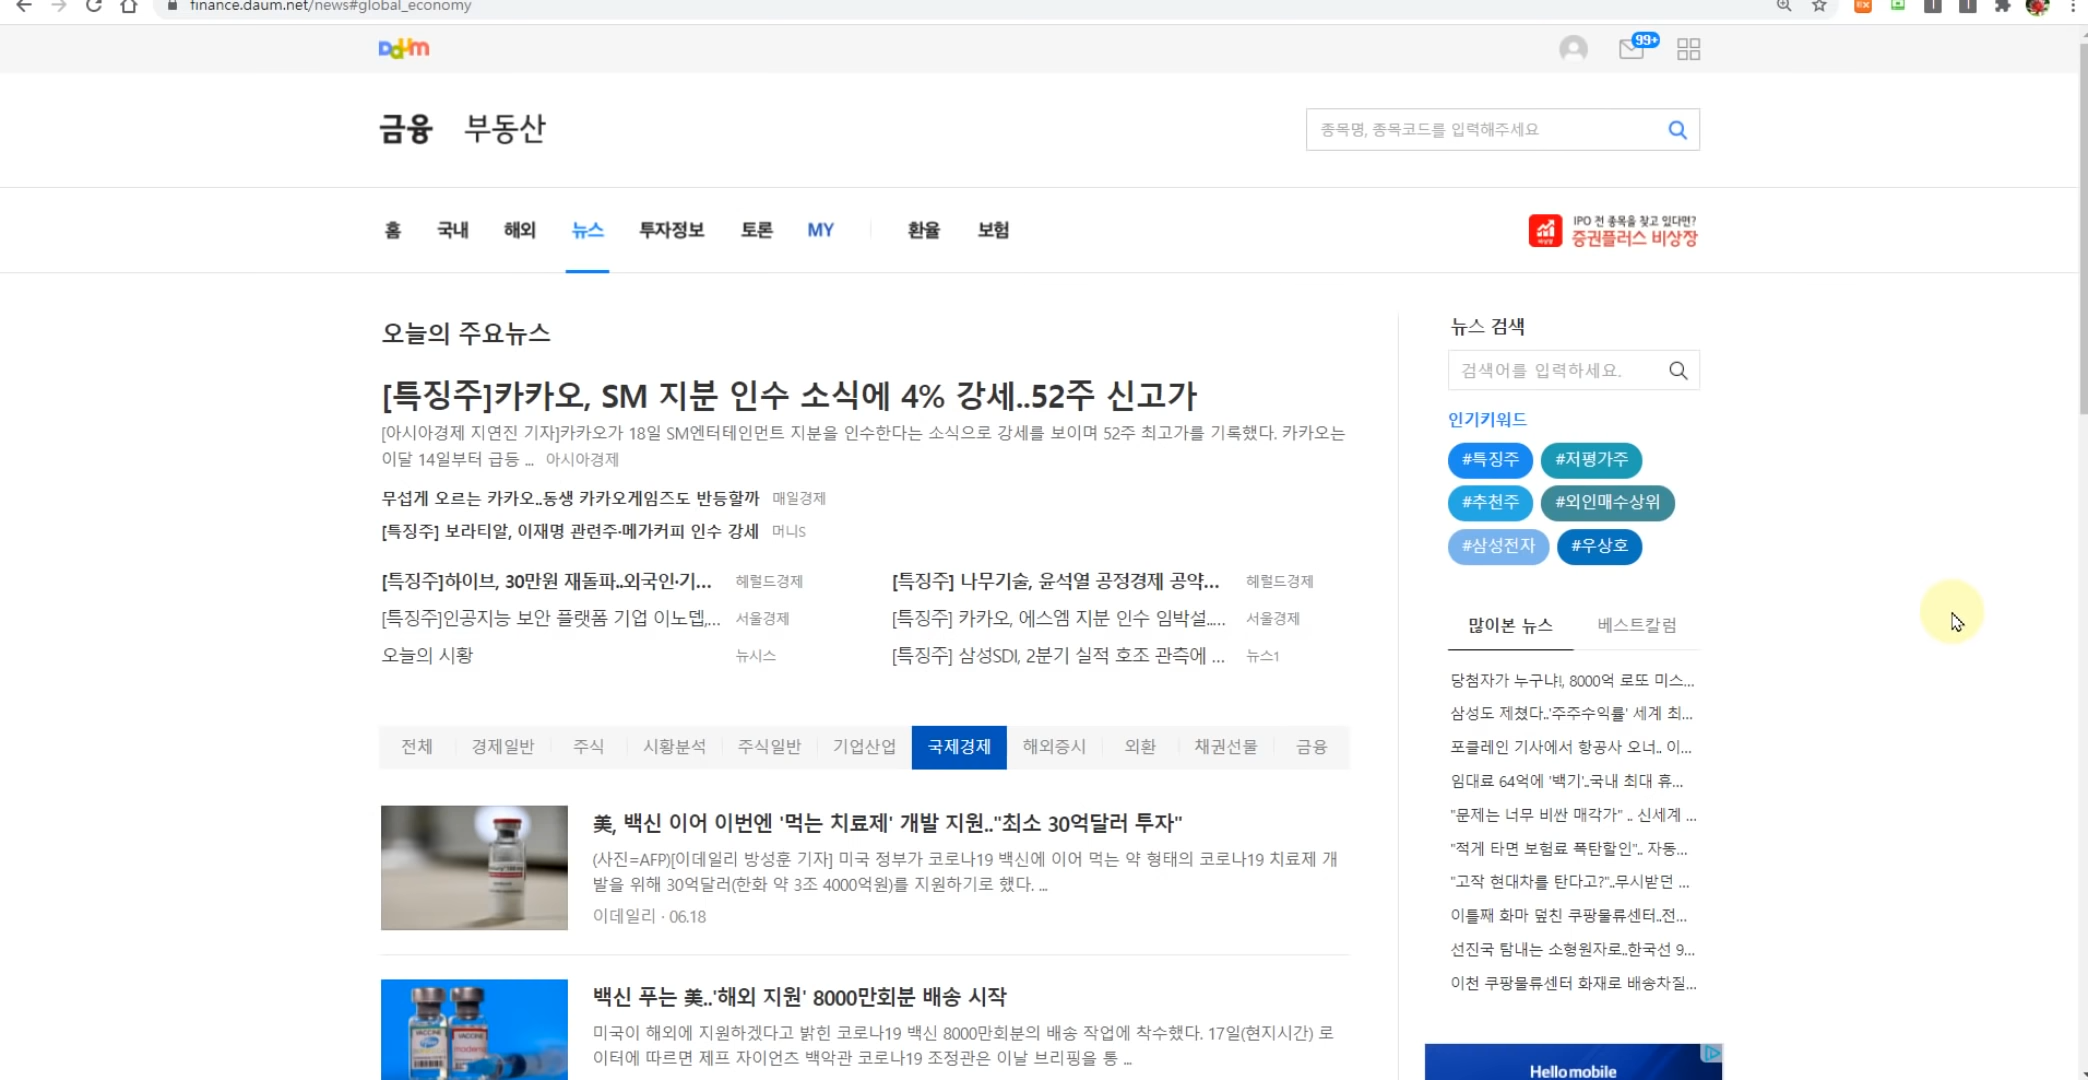 finance.daum.net/news#global_economy
Daum
99+
금융 부동산
종목명, 종목코드를 입력해주세요
홈 국내 해외 뉴스 투자정보 토론 MY 환율 보험
IPO 전 종목을 찾고 있다면?
증권플러스 비상장
오늘의 주요뉴스
[특징주]카카오, SM 지분 인수 소식에 4% 강세..52주 신고가
[아시아경제 지연진 기자]카카오가 18일 SM엔터테인먼트 지분을 인수한다는 소식으로 강세를 보이며 52주 최고가를 기록했다. 카카오는
이달 14일부터 급등 ... 아시아경제
무섭게 오르는 카카오..동생 카카오게임즈도 반등할까 매일경제
[특징주] 보라티알, 이재명 관련주·메가커피 인수 강세 머니S
[특징주]하이브, 30만원 재돌파..외국인·기... 헤럴드경제
[특징주] 나무기술, 윤석열 공정경제 공약... 헤럴드경제
[특징주]인공지능 보안 플랫폼 기업 이노뎁,... 서울경제
[특징주] 카카오, 에스엠 지분 인수 임박설..... 서울경제
오늘의 시황 뉴시스
[특징주] 삼성SDI, 2분기 실적 호조 관측에 ... 뉴스1
전체 경제일반 주식 시황분석 주식일반 기업산업 국제경제 해외증시 외환 채권선물 금융
美, 백신 이어 이번엔 '먹는 치료제' 개발 지원.."최소 30억달러 투자"
(사진=AFP)[이데일리 방성훈 기자] 미국 정부가 코로나19 백신에 이어 먹는 약 형태의 코로나19 치료제 개
발을 위해 30억달러(한화 약 3조 4000억원)를 지원하기로 했다. ...
이데일리 · 06.18
백신 푸는 美..'해외 지원' 8000만회분 배송 시작
미국이 해외에 지원하겠다고 밝힌 코로나19 백신 8000만회분의 배송 작업에 착수했다. 17일(현지시간) 로
이터에 따르면 제프 자이언츠 백악관 코로나19 조정관은 이날 브리핑을 통 ...
뉴스 검색
검색어를 입력하세요.
인기키워드
#특징주 #저평가주
#추천주 #외인매수상위
#삼성전자 #우상호
많이본 뉴스 베스트칼럼
당첨자가 누구냐!, 8000억 로또 미스...
삼성도 제쳤다..'주주수익률' 세계 최...
포클레인 기사에서 항공사 오너.. 이...
임대료 64억에 '백기'..국내 최대 휴...
"문제는 너무 비싼 매각가" .. 신세계 ...
"적게 타면 보험료 폭탄할인".. 자동...
"고작 현대차를 탄다고?"..무시받던 ...
이틀째 화마 덮친 쿠팡물류센터..전...
선진국 탐내는 소형원자로..한국선 9...
이천 쿠팡물류센터 화재로 배송차질...
Hello mobile